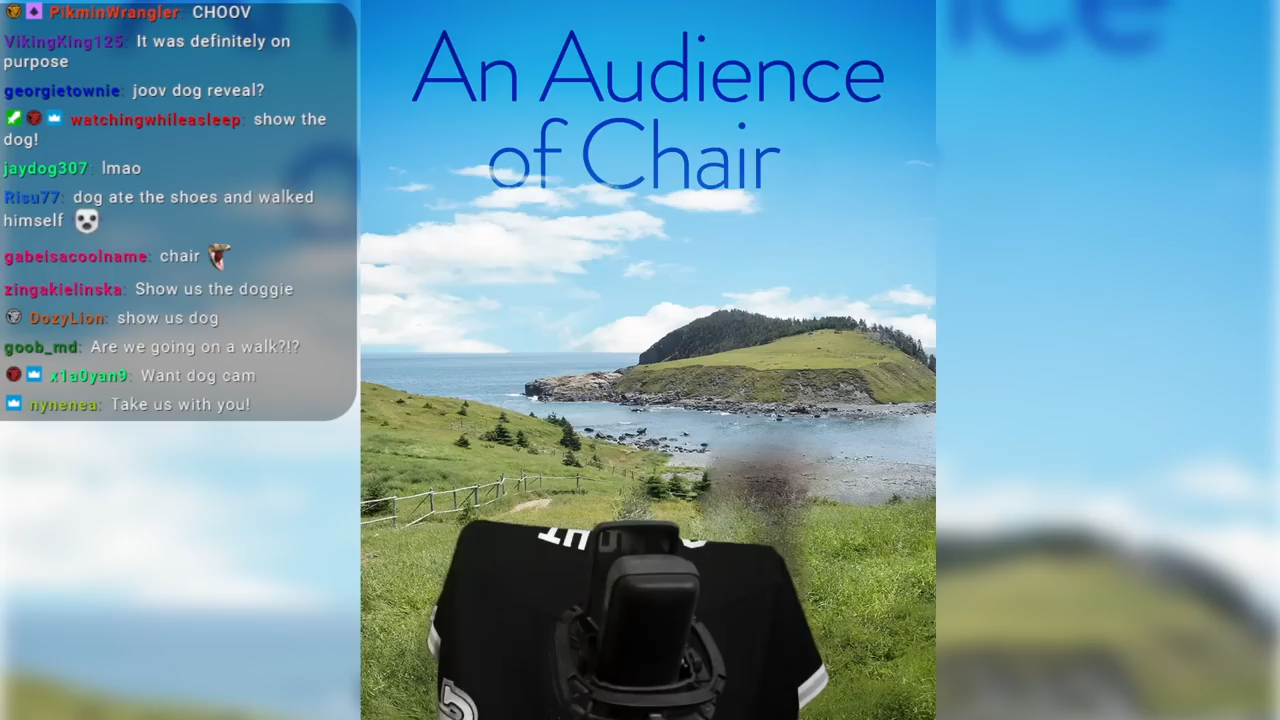 PikminWrangler: CHOOV
VikingKing125: It was definitely on
purpose
georgietownie: joov dog reveal?
watchingwhileasleep: show the
dog!
jaydog307: lmao
Risu77: dog ate the shoes and walked
himself
gabeisacoolname: chair
zingakielinska: Show us the doggie
DozyLion: show us dog
goob_md: Are we going on a walk?!?
x1a0yan9: Want dog cam
nynenea: Take us with you!
An Audience
of Chair